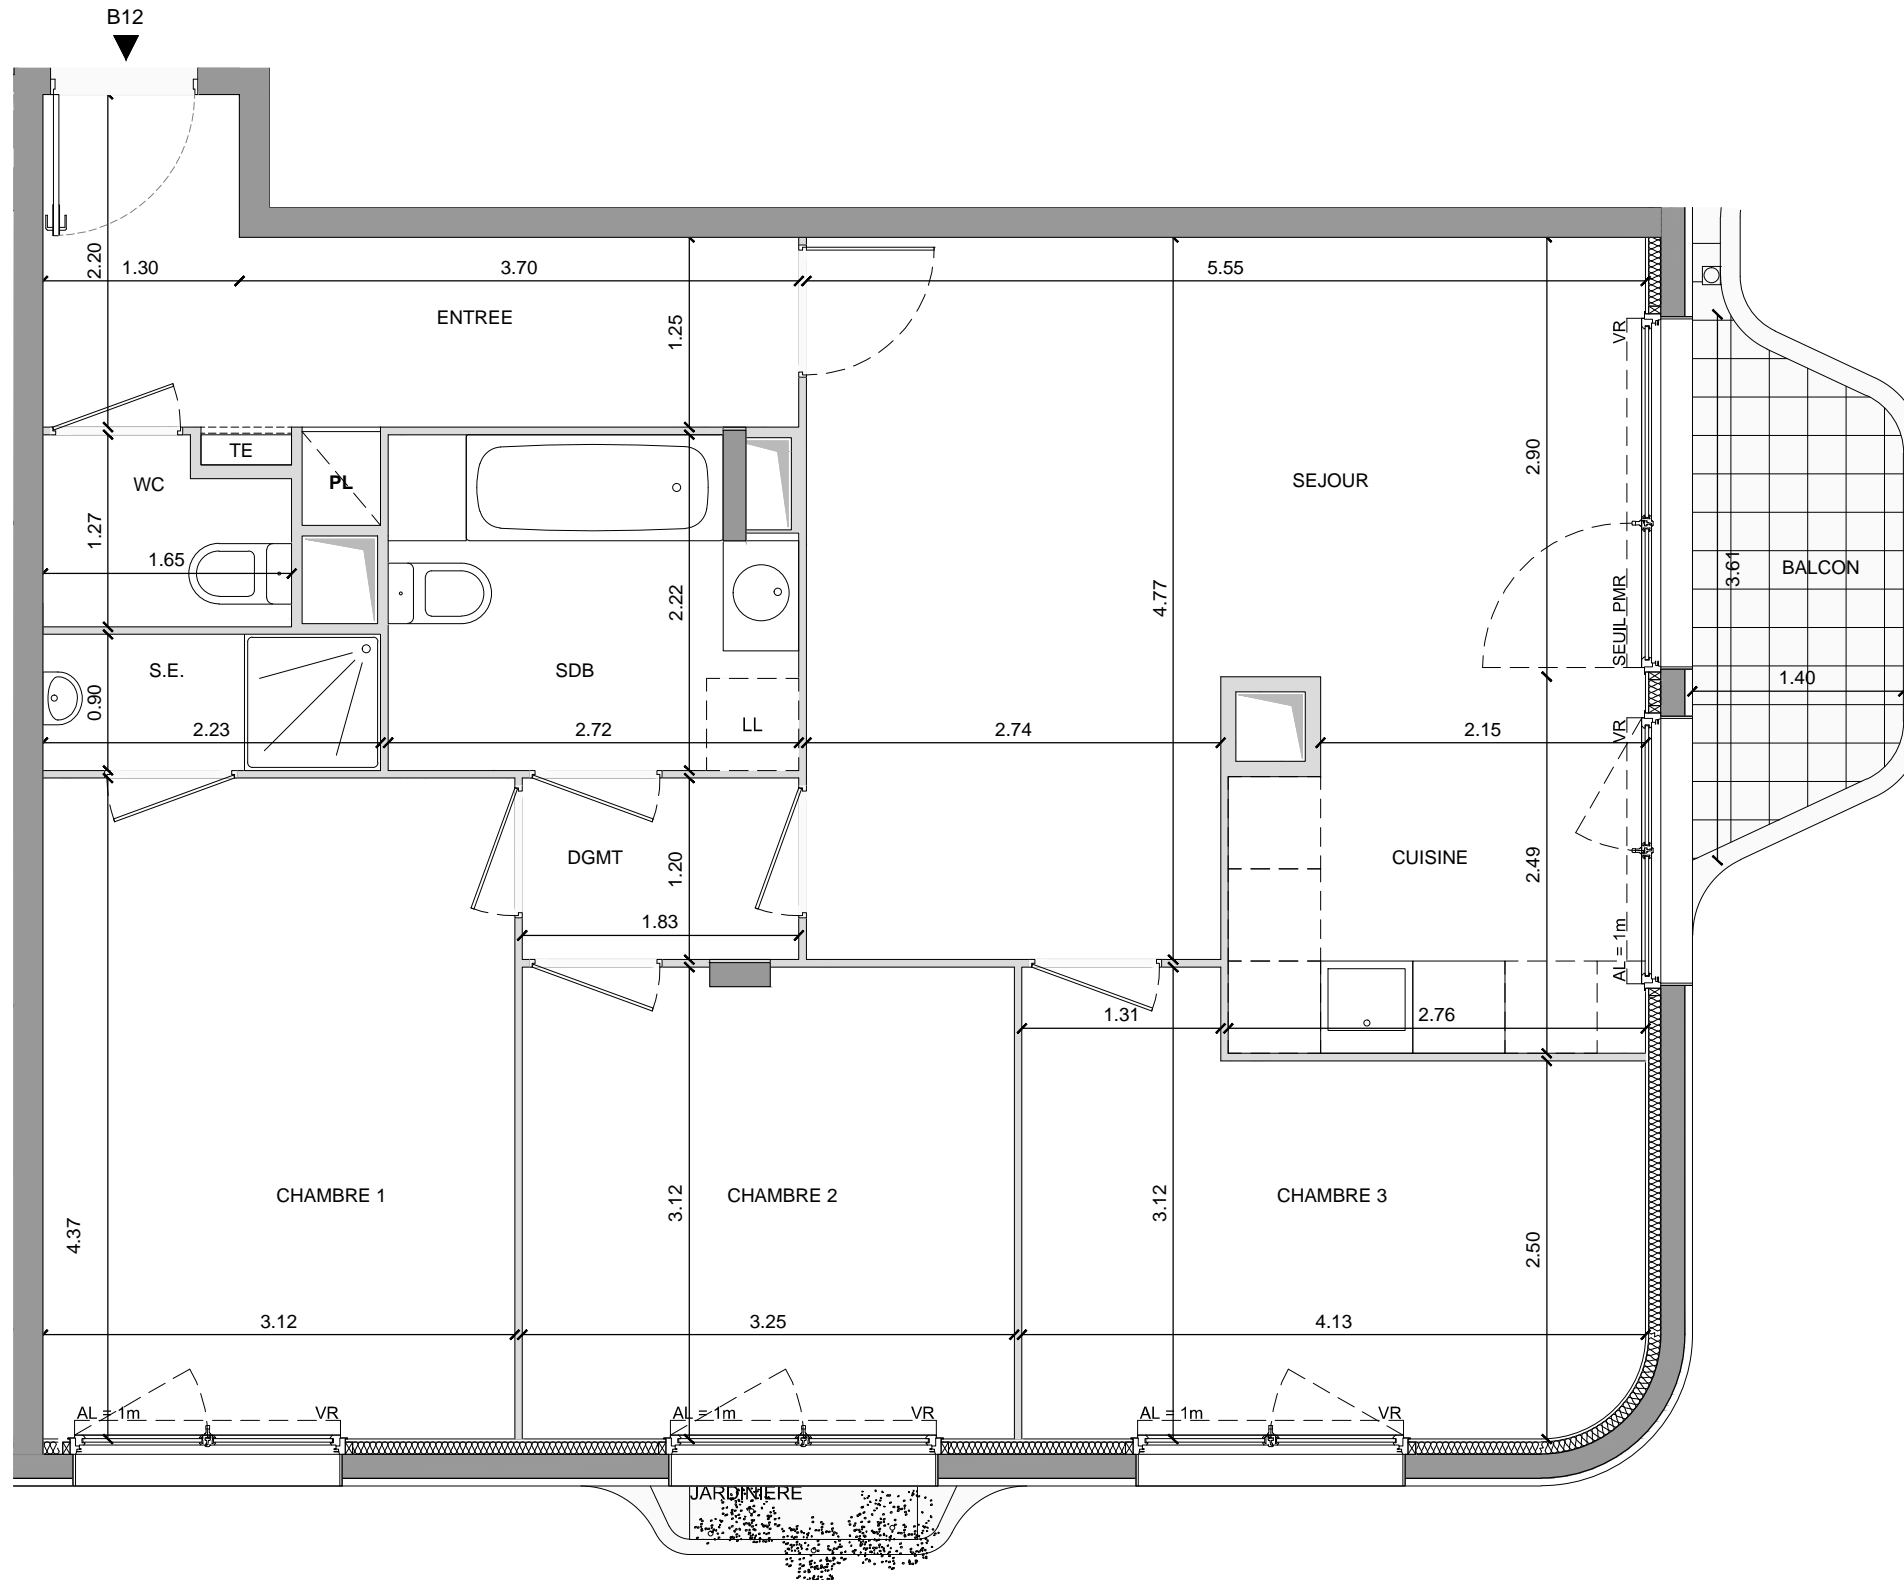 B12
2.20
1.30
3.70
5.55
ENTREE
1.25
VR
TE
WC
PL
SEJOUR
2.90
1.27
1.65
2.22
4.77
SEUIL PMR
3.61
BALCON
S.E.
SDB
0.90
2.23
2.72
LL
2.74
2.15
VR
1.40
DGMT
1.20
CUISINE
2.49
1.83
AL = 1m
1.31
2.76
CHAMBRE 1
CHAMBRE 2
CHAMBRE 3
4.37
3.12
3.12
2.50
3.12
3.25
4.13
AL = 1m
VR
AL = 1m
VR
AL = 1m
VR
JARDINIERE